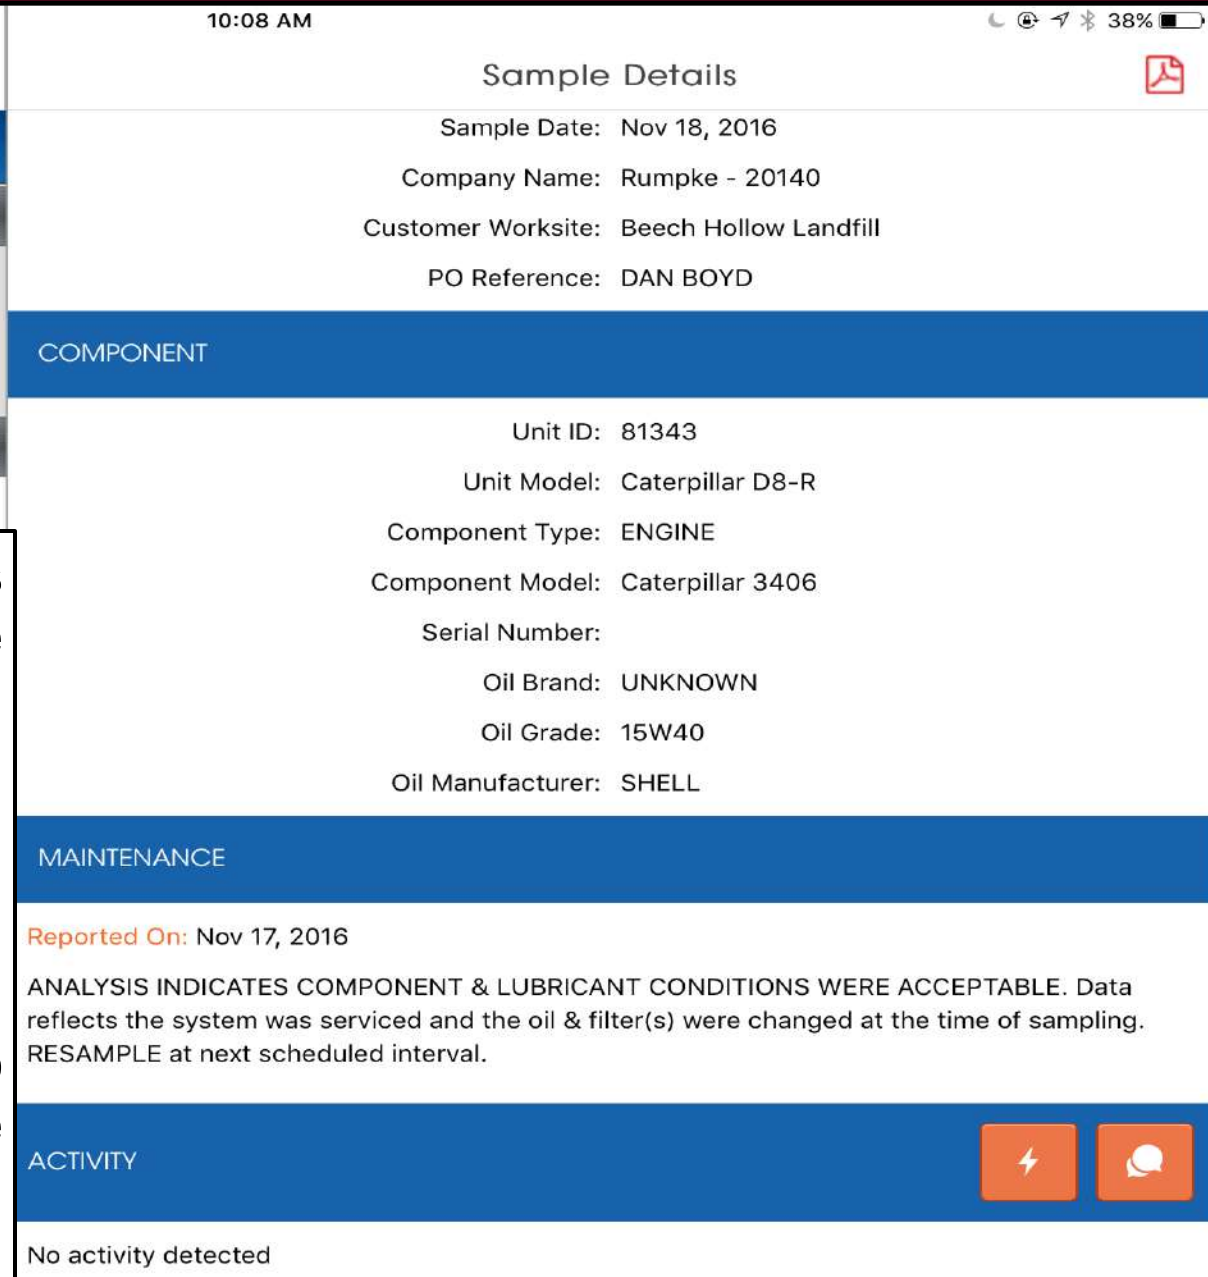 10:08 AM
38%
Sample Details
Sample Date: Nov 18, 2016
Company Name: Rumpke - 20140
Customer Worksite: Beech Hollow Landfill
PO Reference: DAN BOYD
COMPONENT
Unit ID: 81343
Unit Model: Caterpillar D8-R
Component Type: ENGINE
Component Model: Caterpillar 3406
Serial Number:
Oil Brand: UNKNOWN
Oil Grade: 15W40
Oil Manufacturer: SHELL
MAINTENANCE
Reported On: Nov 17, 2016
ANALYSIS INDICATES COMPONENT & LUBRICANT CONDITIONS WERE ACCEPTABLE. Data
reflects the system was serviced and the oil & filter(s) were changed at the time of sampling.
RESAMPLE at next scheduled interval.
ACTIVITY
No activity detected